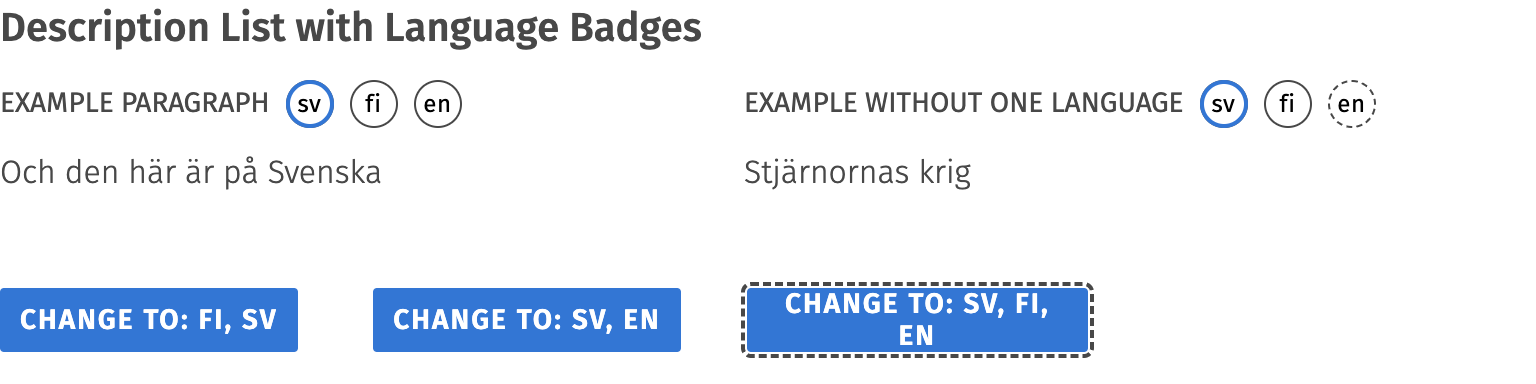 Description List with Language Badges
EXAMPLE PARAGRAPH sv fi en
Och den här är på Svenska
EXAMPLE WITHOUT ONE LANGUAGE sv fi en
Stjärnornas krig
CHANGE TO: FI, SV
CHANGE TO: SV, EN
CHANGE TO: SV, FI,
EN